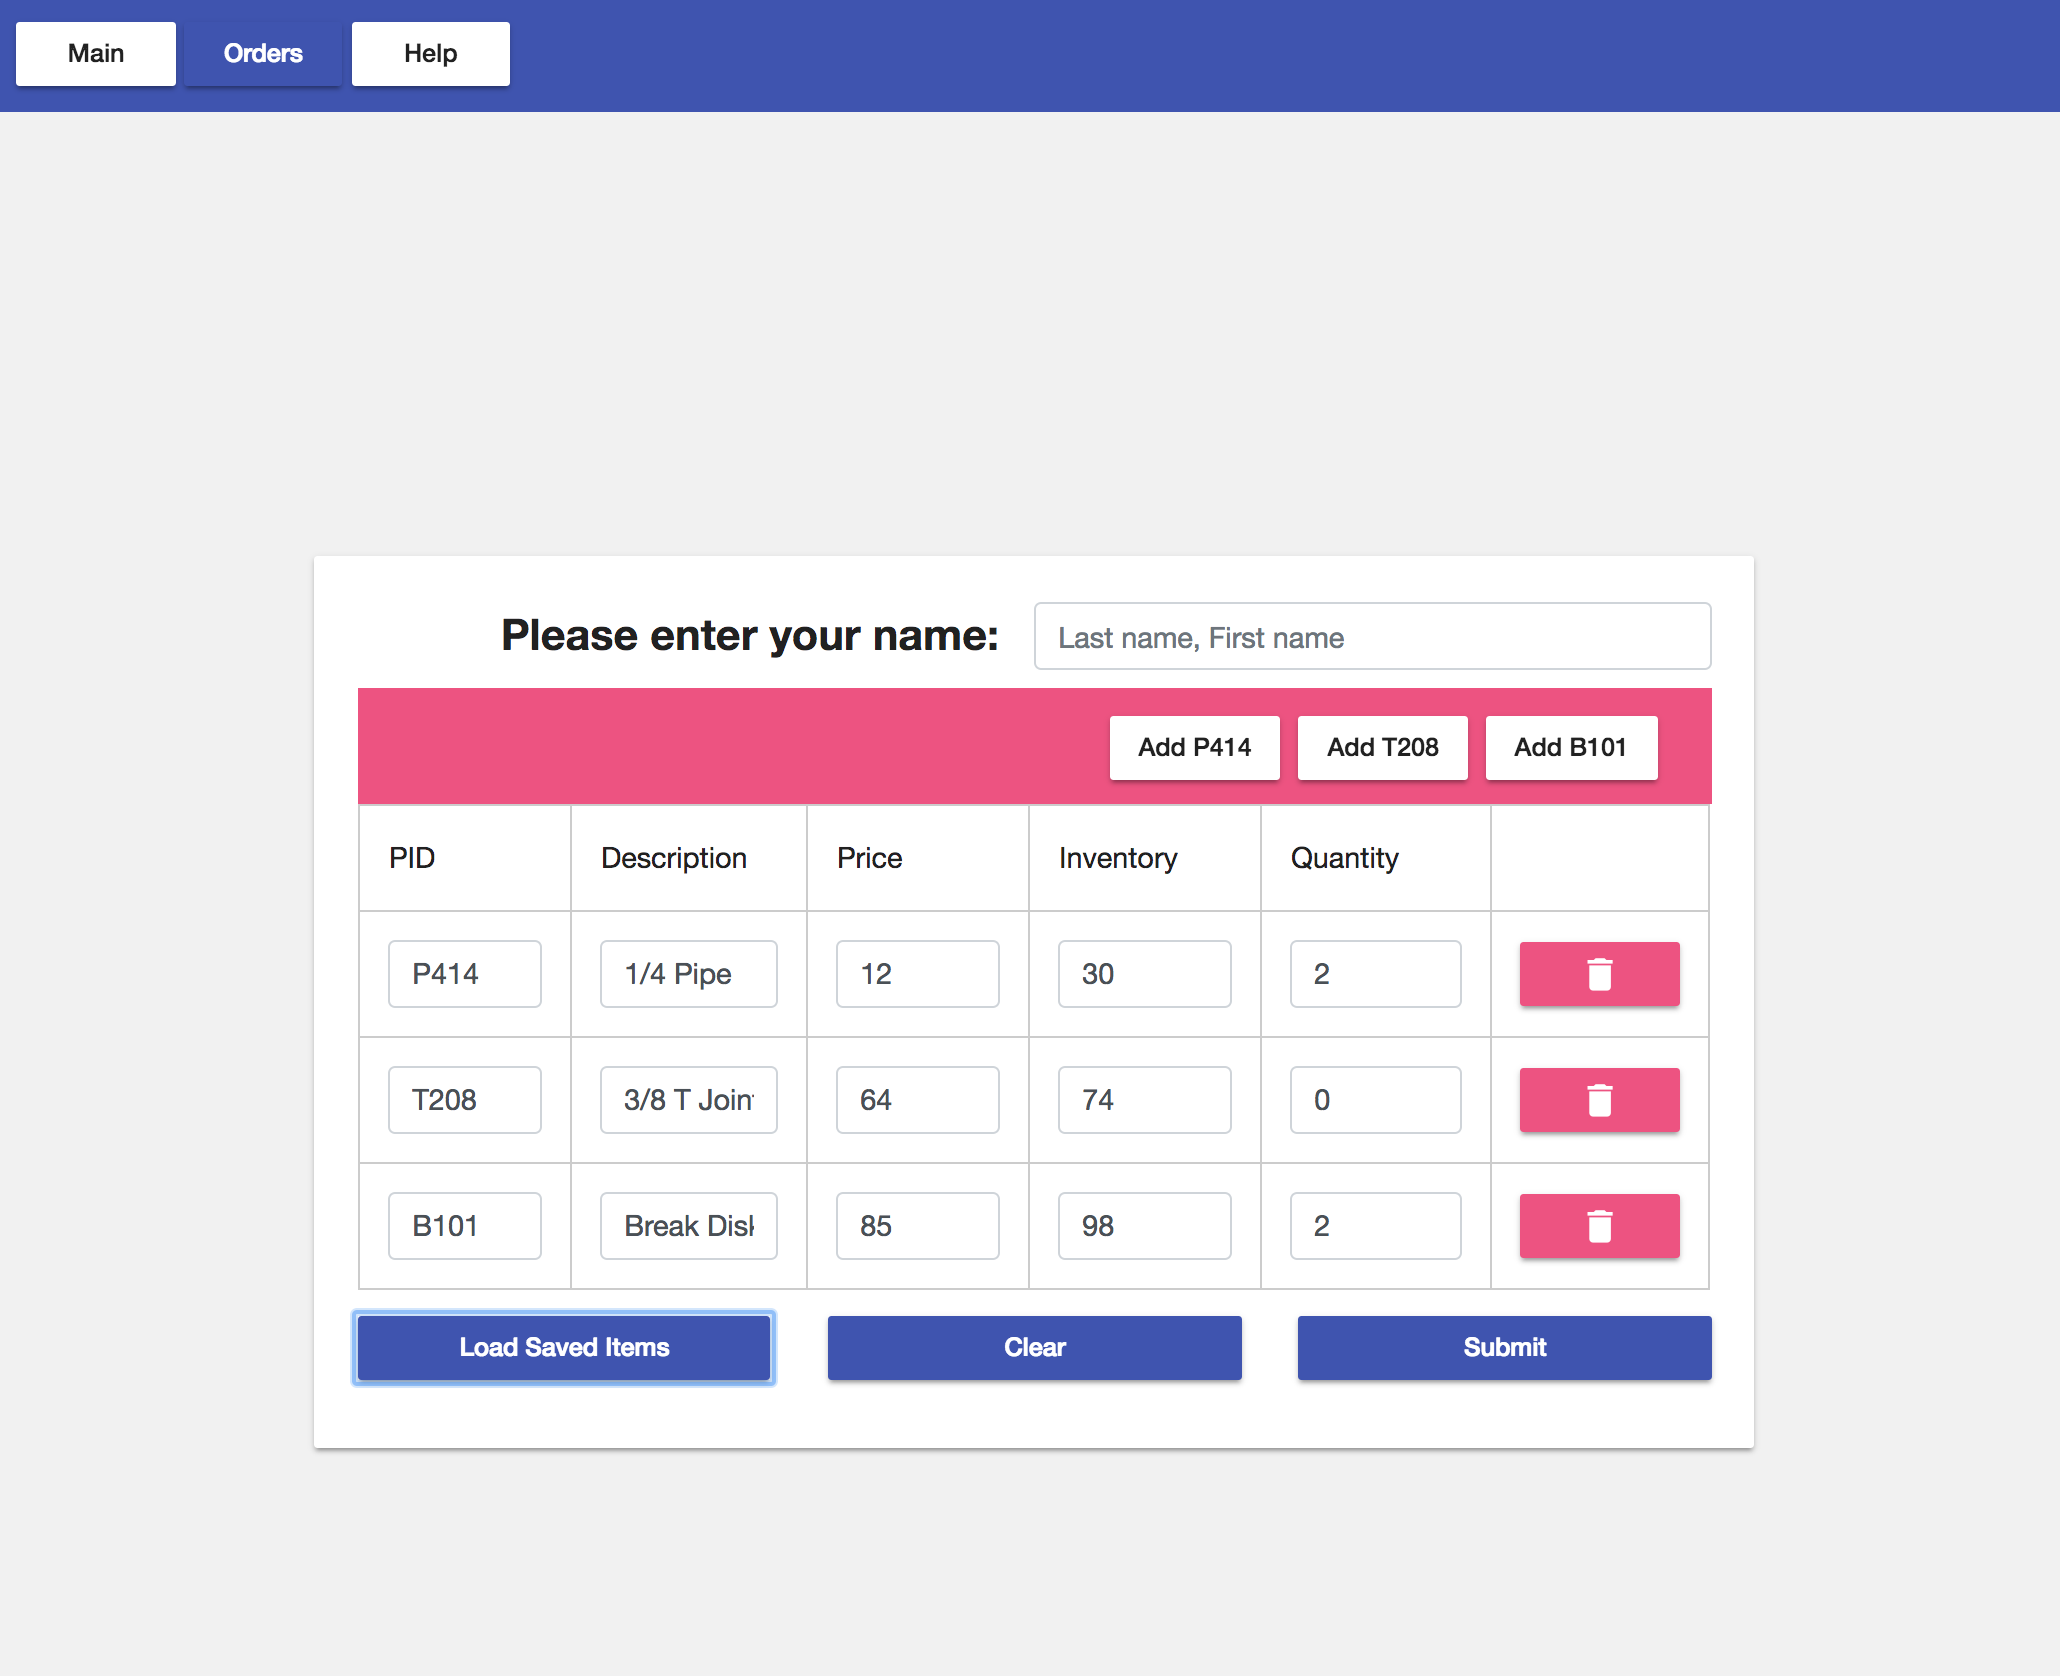 Main Orders Help
Please enter your name: Last name, First name
Add P414 Add T208 Add B101
PID Description Price Inventory Quantity
P414 1/4 Pipe 12 30 2
T208 3/8 T Join 64 74 0
B101 Break Disk 85 98 2
Load Saved Items Clear Submit